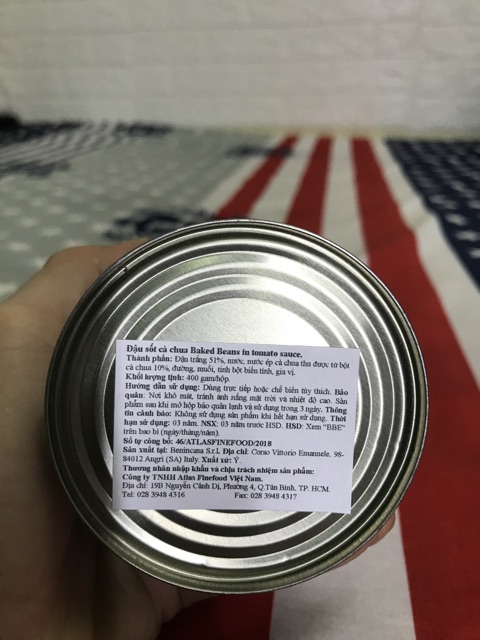 Đậu sốt cà chua Baked Beans in tomato sauce.
Thành phần: Đậu trắng 51%, nước, nước ép cà chua thu được từ bột
cà chua 10%, đường, muối, tinh bột biến tính, gia vị.
Khối lượng tịnh: 400 gam/hộp.
Hướng dẫn sử dụng: Dùng trực tiếp hoặc chế biến tùy thích. Bảo
quản: Nơi khô mát, tránh ánh nắng mặt trời và nhiệt độ cao. Sản
phẩm sau khi mở hộp bảo quản lạnh và sử dụng trong 3 ngày. Thông
tin cảnh báo: Không sử dụng sản phẩm khi hết hạn sử dụng. Thời
hạn sử dụng: 03 năm. NSX: 03 năm trước HSD. HSD: Xem "BBE"
trên bao bì (ngày/tháng/năm).
Số tự công bố: 46/ATLASFINEFOOD/2018
Sản xuất tại: Benincasa S.r.l. Địa chỉ: Corso Vittorio Emanuele, 98-
84012 Angri (SA) Italy. Xuất xứ: Ý.
Thương nhân nhập khẩu và chịu trách nhiệm sản phẩm:
Công ty TNHH Atlas Finefood Việt Nam.
Địa chỉ: 19B Nguyễn Cảnh Dị, Phường 4, Q.Tân Bình, TP. HCM.
Tel: 028 3948 4316 Fax: 028 3948 4317